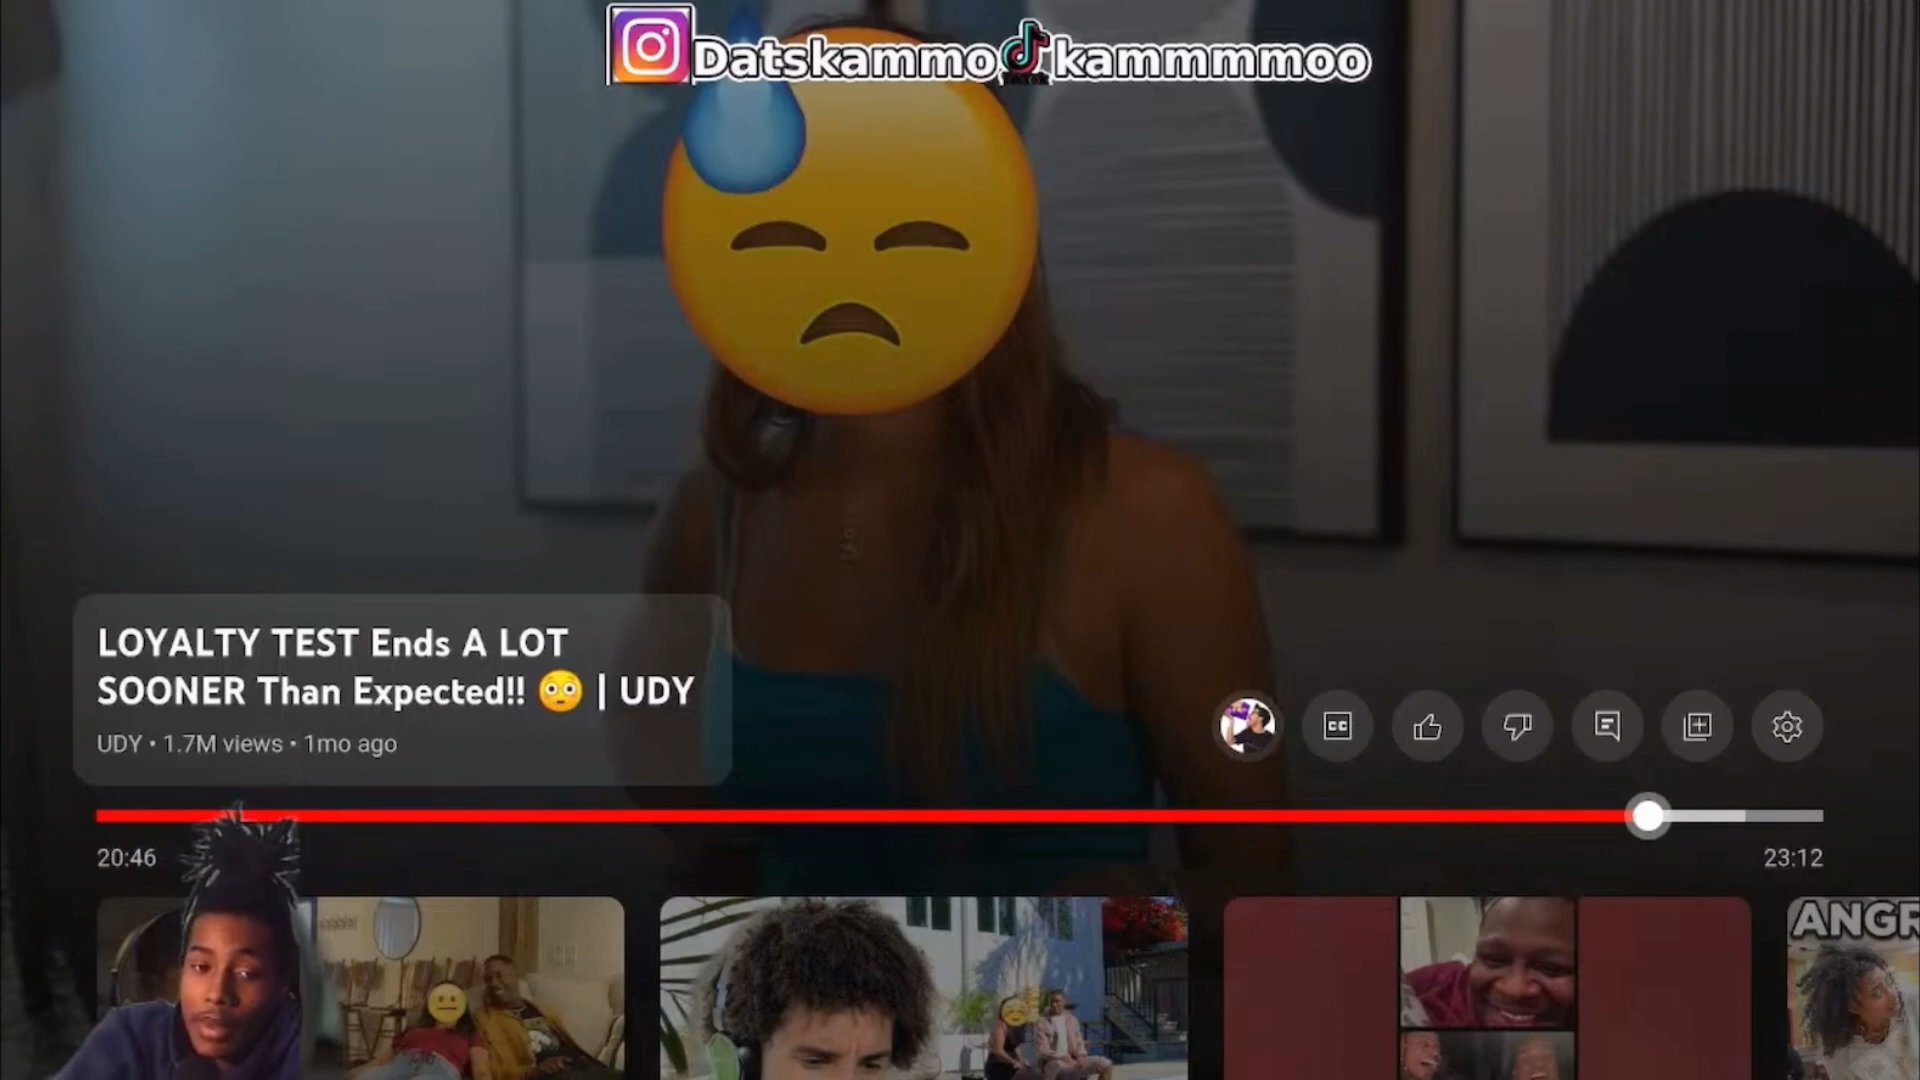 Datskammo kammmmoo
LOYALTY TEST Ends A LOT
SOONER Than Expected!! 😳 | UDY
UDY • 1.7M views • 1mo ago
CC
20:46
23:12
ANGR